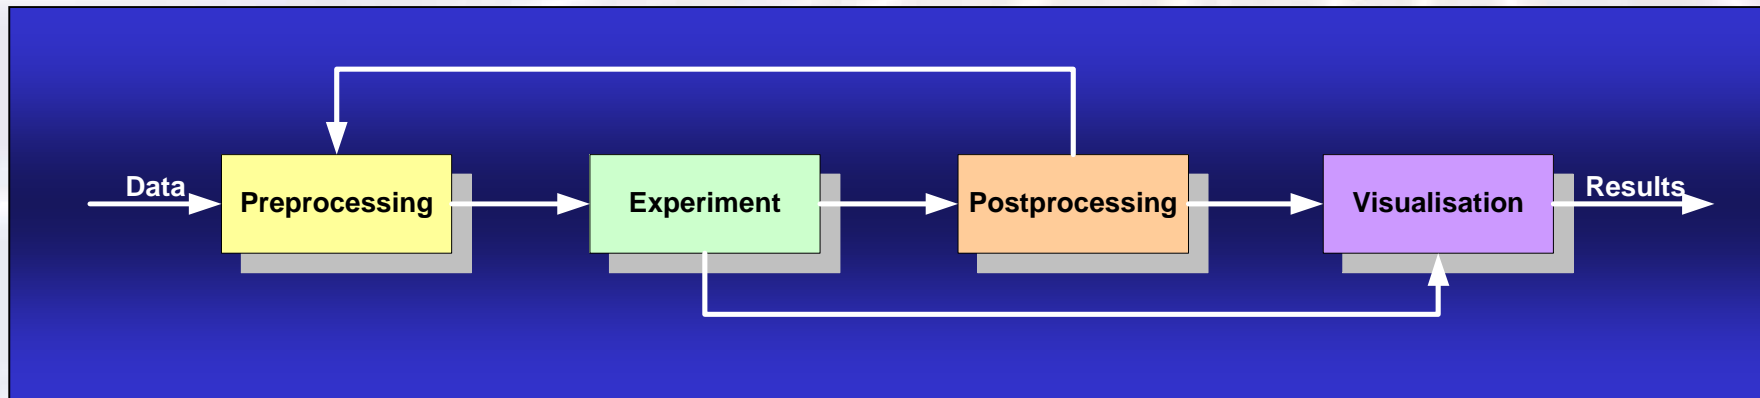 Data
Preprocessing
Experiment
Postprocessing
Visualisation
Results